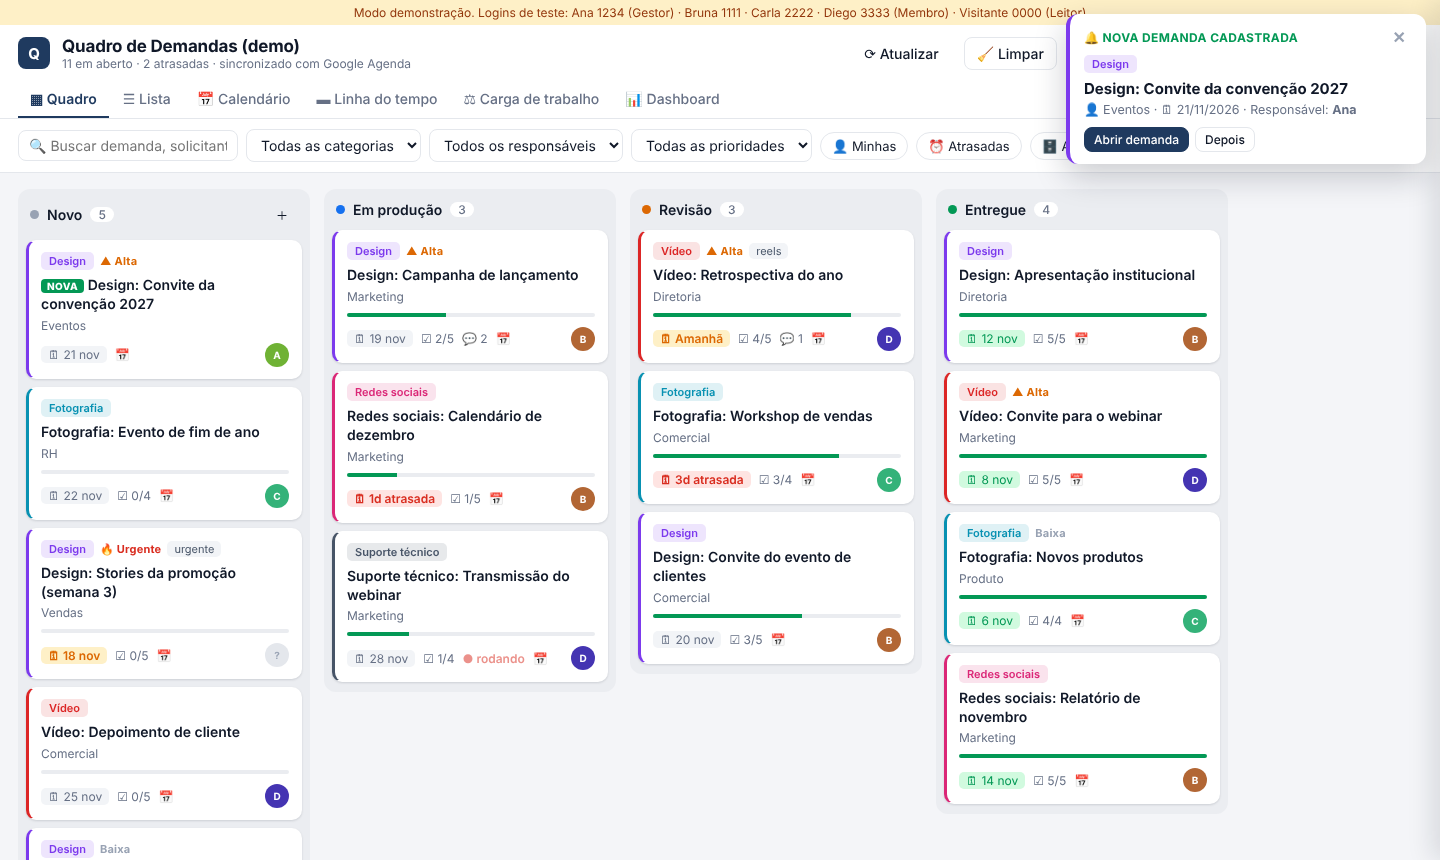 Modo demonstração. Logins de teste: Ana 1234 (Gestor) · Bruna 1111 · Carla 2222 · Diego 3333 (Membro) · Visitante 0000 (Leitor)
Q
Quadro de Demandas (demo)
11 em aberto · 2 atrasadas · sincronizado com Google Agenda
⟳ Atualizar
🧹 Limpar
🔔 NOVA DEMANDA CADASTRADA
✕
Design
Design: Convite da convenção 2027
👤 Eventos · 🗓 21/11/2026 · Responsável: Ana
Abrir demanda
Depois
Quadro
Lista
Calendário
Linha do tempo
Carga de trabalho
Dashboard
🔍 Buscar demanda, solicitant
Todas as categorias
Todos os responsáveis
Todas as prioridades
Minhas
Atrasadas
Novo 5 +
Design ▲ Alta
NOVA Design: Convite da
convenção 2027
Eventos
21 nov
A
Fotografia
Fotografia: Evento de fim de ano
RH
22 nov ☑ 0/4
C
Design 🔥 Urgente urgente
Design: Stories da promoção
(semana 3)
Vendas
18 nov ☑ 0/5
?
Vídeo
Vídeo: Depoimento de cliente
Comercial
25 nov ☑ 0/5
D
Design Baixa
Em produção 3
Design ▲ Alta
Design: Campanha de lançamento
Marketing
19 nov ☑ 2/5 💬 2
B
Redes sociais
Redes sociais: Calendário de
dezembro
Marketing
1d atrasada ☑ 1/5
B
Suporte técnico
Suporte técnico: Transmissão do
webinar
Marketing
28 nov ☑ 1/4 ● rodando
D
Revisão 3
Vídeo ▲ Alta reels
Vídeo: Retrospectiva do ano
Diretoria
Amanhã ☑ 4/5 💬 1
D
Fotografia
Fotografia: Workshop de vendas
Comercial
3d atrasada ☑ 3/4
C
Design
Design: Convite do evento de
clientes
Comercial
20 nov ☑ 3/5
B
Entregue 4
Design
Design: Apresentação institucional
Diretoria
12 nov ☑ 5/5
B
Vídeo ▲ Alta
Vídeo: Convite para o webinar
Marketing
8 nov ☑ 5/5
D
Fotografia Baixa
Fotografia: Novos produtos
Produto
6 nov ☑ 4/4
C
Redes sociais
Redes sociais: Relatório de
novembro
Marketing
14 nov ☑ 5/5
B